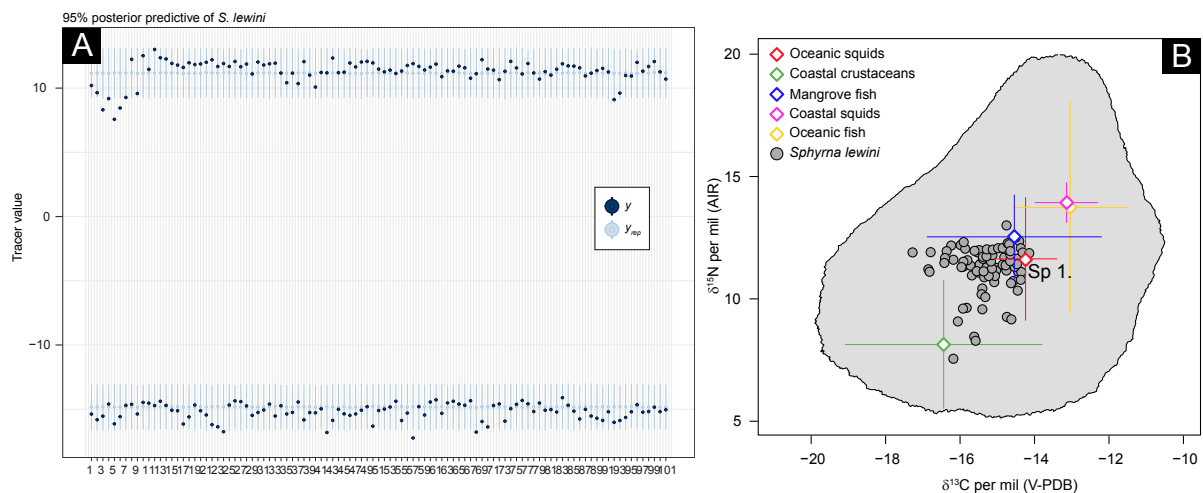 95% posterior predictive of S. lewini
A
Tracer value
10
0
−10
y
yrep
1 3 5 7 9 11 13 15 17 19 21 23 25 27 29 31 33 35 37 39 41 43 45 47 49 51 53 55 57 59 61 63 65 67 69 71 73 75 77 79 81 83 85 87 89 91 93 95 97 99 101
B
Oceanic squids
Coastal crustaceans
Mangrove fish
Coastal squids
Oceanic fish
Sphyrna lewini
Sp 1.
δ15N per mil (AIR)
20
15
10
5
−20 −18 −16 −14 −12 −10
δ13C per mil (V-PDB)